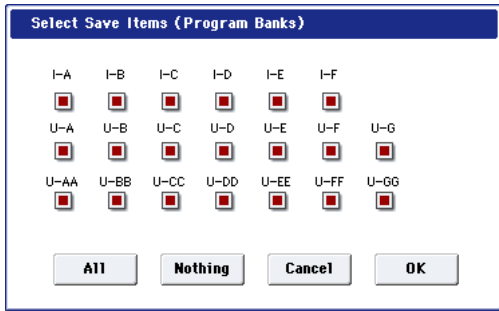 Select Save Items (Program Banks)
I-A I-B I-C I-D I-E I-F
U-A U-B U-C U-D U-E U-F U-G
U-AA U-BB U-CC U-DD U-EE U-FF U-GG
All Nothing Cancel OK